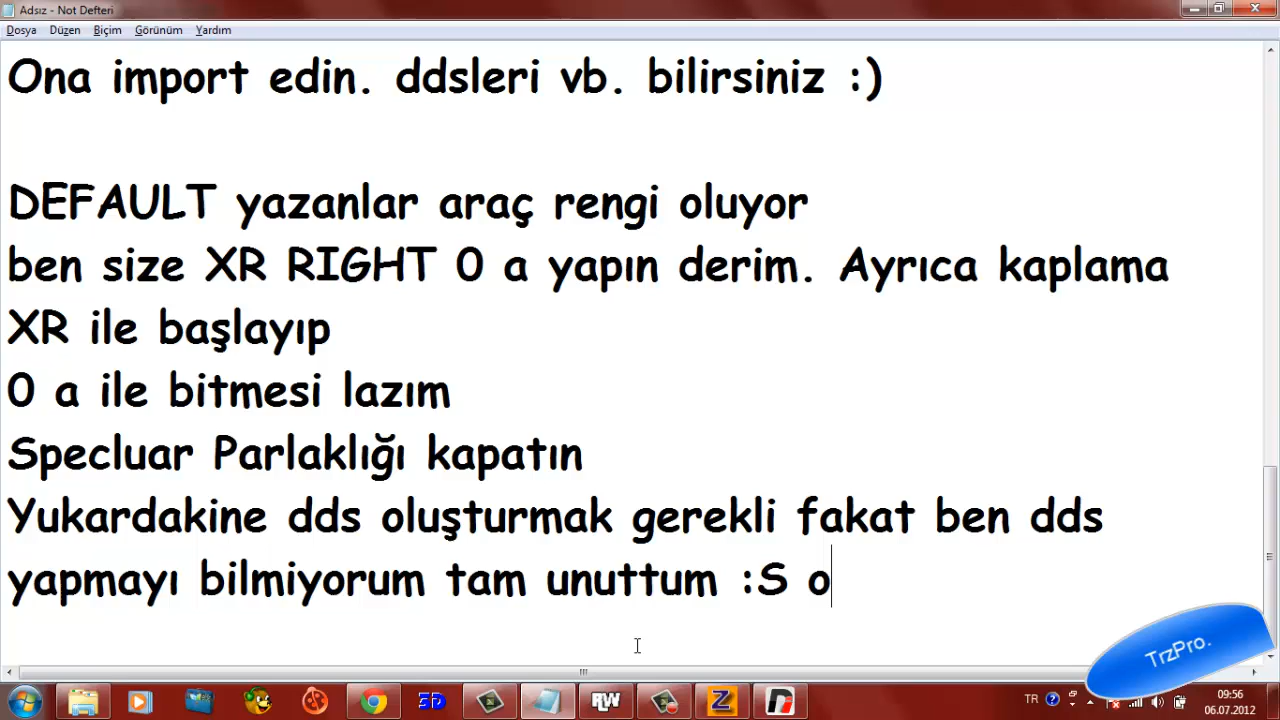 Adsız - Not Defteri
Dosya Düzen Biçim Görünüm Yardım
Ona import edin. ddsleri vb. bilirsiniz :)
DEFAULT yazanlar araç rengi oluyor
ben size XR RIGHT 0 a yapın derim. Ayrıca kaplama
XR ile başlayıp
0 a ile bitmesi lazım
Specluar Parlaklığı kapatın
Yukardakine dds oluşturmak gerekli fakat ben dds
yapmayı bilmiyorum tam unuttum :S o
TrzPro.
3D
RW
Z
TR
09:56
06.07.2012